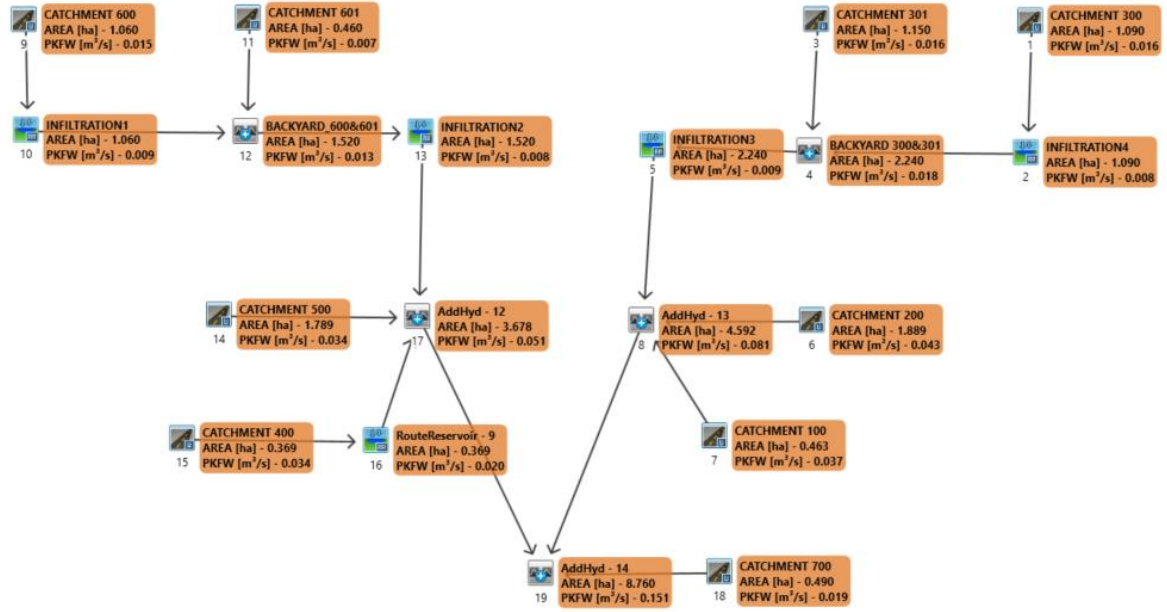 CATCHMENT 600
AREA [ha] - 1.060
PKFW [m³/s] - 0.015
9
CATCHMENT 601
AREA [ha] - 0.460
PKFW [m³/s] - 0.007
11
CATCHMENT 301
AREA [ha] - 1.150
PKFW [m³/s] - 0.016
3
CATCHMENT 300
AREA [ha] - 1.090
PKFW [m³/s] - 0.016
1
INFILTRATION1
AREA [ha] - 1.060
PKFW [m³/s] - 0.009
10
BACKYARD_600&601
AREA [ha] - 1.520
PKFW [m³/s] - 0.013
12
INFILTRATION2
AREA [ha] - 1.520
PKFW [m³/s] - 0.008
13
INFILTRATION3
AREA [ha] - 2.240
PKFW [m³/s] - 0.009
5
BACKYARD 300&301
AREA [ha] - 2.240
PKFW [m³/s] - 0.018
4
INFILTRATION4
AREA [ha] - 1.090
PKFW [m³/s] - 0.008
2
CATCHMENT 500
AREA [ha] - 1.789
PKFW [m³/s] - 0.034
14
AddHyd - 12
AREA [ha] - 3.678
PKFW [m³/s] - 0.051
17
AddHyd - 13
AREA [ha] - 4.592
PKFW [m³/s] - 0.081
8
CATCHMENT 200
AREA [ha] - 1.889
PKFW [m³/s] - 0.043
6
CATCHMENT 400
AREA [ha] - 0.369
PKFW [m³/s] - 0.034
15
RouteReservoir - 9
AREA [ha] - 0.369
PKFW [m³/s] - 0.020
16
CATCHMENT 100
AREA [ha] - 0.463
PKFW [m³/s] - 0.037
7
AddHyd - 14
AREA [ha] - 8.760
PKFW [m³/s] - 0.151
19
CATCHMENT 700
AREA [ha] - 0.490
PKFW [m³/s] - 0.019
18